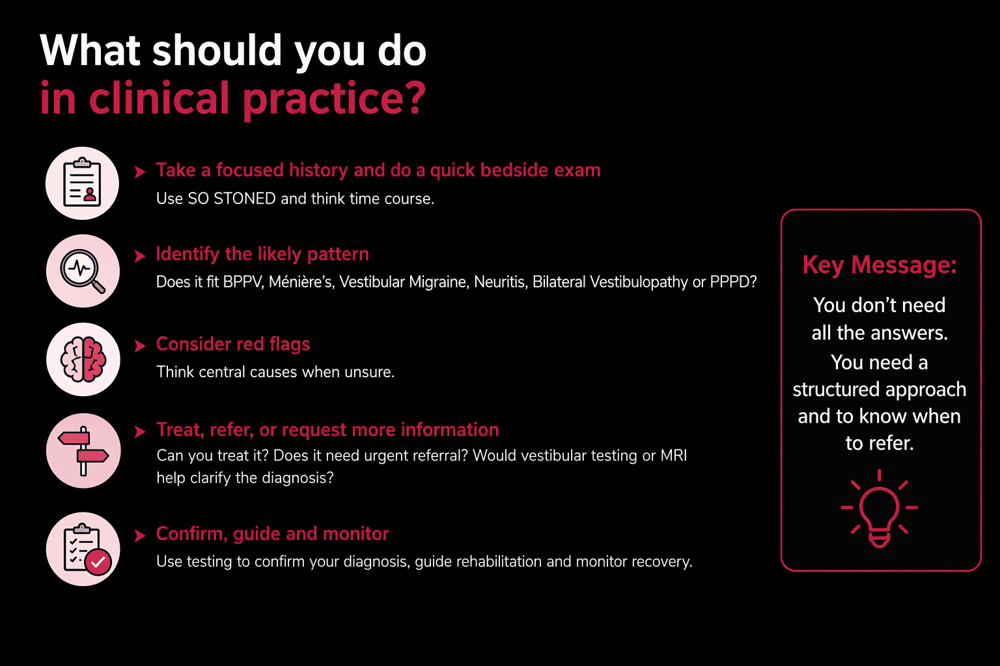 What should you do
in clinical practice?
Take a focused history and do a quick bedside exam
Use SO STONED and think time course.
Identify the likely pattern
Does it fit BPPV, Ménière’s, Vestibular Migraine, Neuritis, Bilateral Vestibulopathy or PPPD?
Consider red flags
Think central causes when unsure.
Treat, refer, or request more information
Can you treat it? Does it need urgent referral? Would vestibular testing or MRI
help clarify the diagnosis?
Confirm, guide and monitor
Use testing to confirm your diagnosis, guide rehabilitation and monitor recovery.
Key Message:
You don’t need
all the answers.
You need a
structured approach
and to know when
to refer.